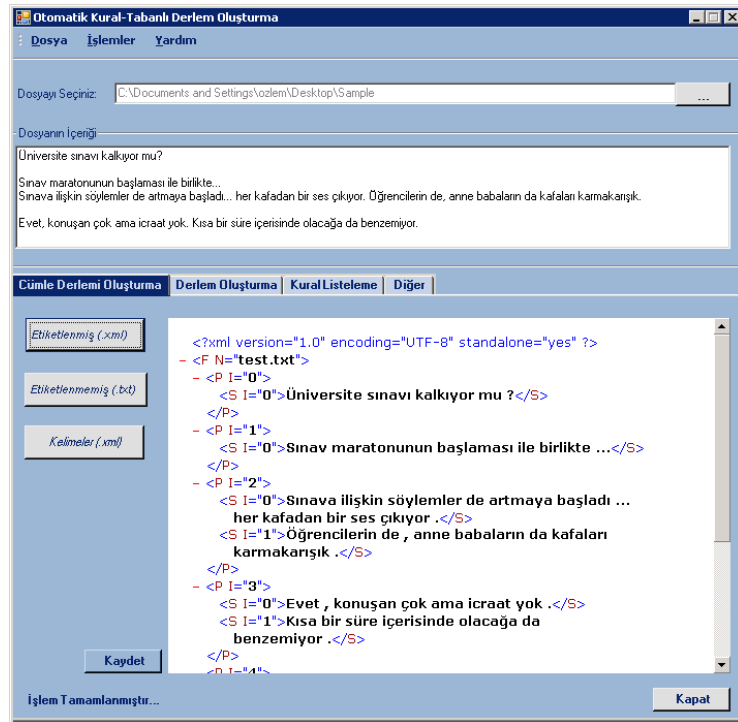 Otomatik Kural-Tabanlı Derlem Oluşturma
Dosya İşlemler Yardım
Dosyayı Seçiniz: C:\Documents and Settings\ozlem\Desktop\Sample ...
Dosyanın İçeriği
Üniversite sınavı kalkıyor mu?
Sınav maratonunun başlaması ile birlikte...
Sınava ilişkin söylemler de artmaya başladı... her kafadan bir ses çıkıyor. Öğrencilerin de, anne babaların da kafaları karmakarışık.
Evet, konuşan çok ama icraat yok. Kısa bir süre içerisinde olacağa da benzemiyor.
Cümle Derlemi Oluşturma Derlem Oluşturma Kural Listeleme Diğer
Etiketlenmiş (.xml)
Etiketlenmemiş (.txt)
Kelimeler (.xml)
<?xml version="1.0" encoding="UTF-8" standalone="yes" ?>
- <F N="test.txt">
- <P I="0">
<S I="0">Üniversite sınavı kalkıyor mu ?</S>
</P>
- <P I="1">
<S I="0">Sınav maratonunun başlaması ile birlikte ...</S>
</P>
- <P I="2">
<S I="0">Sınava ilişkin söylemler de artmaya başladı ...
her kafadan bir ses çıkıyor .</S>
<S I="1">Öğrencilerin de , anne babaların da kafaları
karmakarışık .</S>
</P>
- <P I="3">
<S I="0">Evet , konuşan çok ama icraat yok .</S>
<S I="1">Kısa bir süre içerisinde olacağa da
benzemiyor .</S>
</P>
- <P I="4">
Kaydet
İşlem Tamamlanmıştır...
Kapat